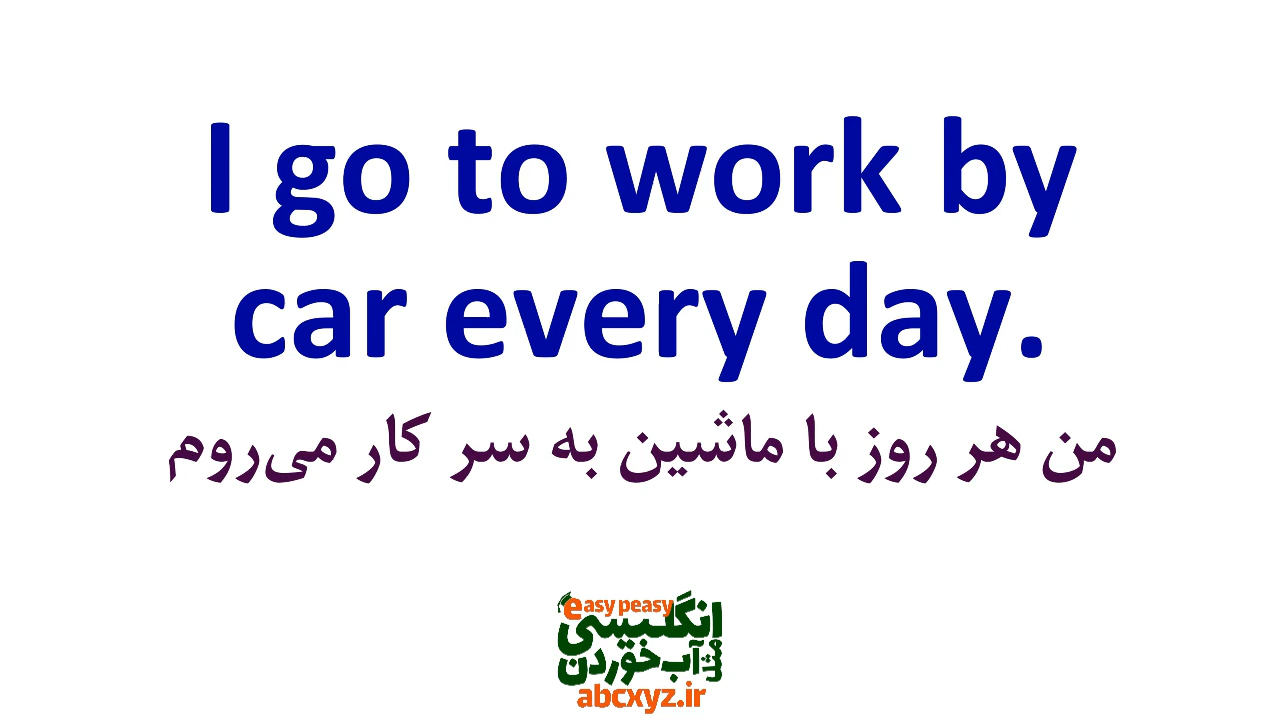 I go to work by
car every day.
من هر روز با ماشین به سر کار می‌روم
easy peasy
انگلیسی
مثل
آب خوردن
abcxyz.ir